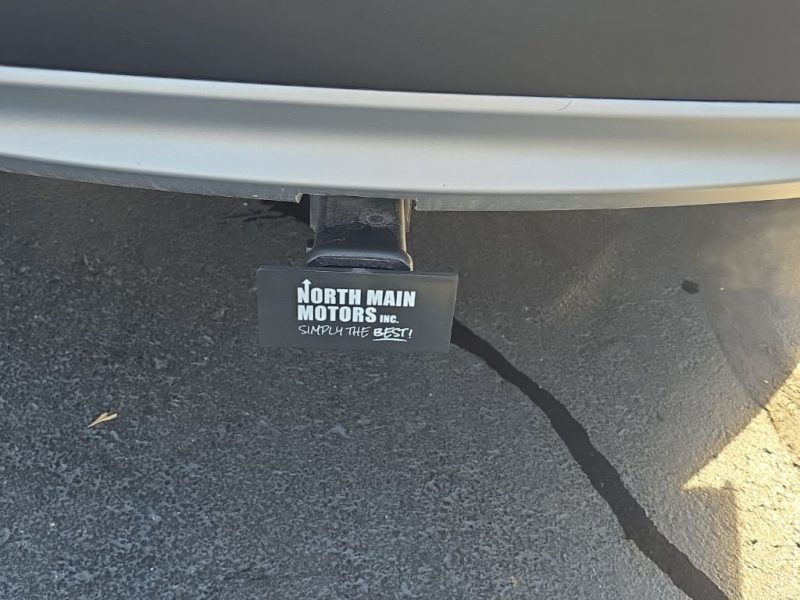 NORTH MAIN
MOTORS INC.
SIMPLY THE BEST!